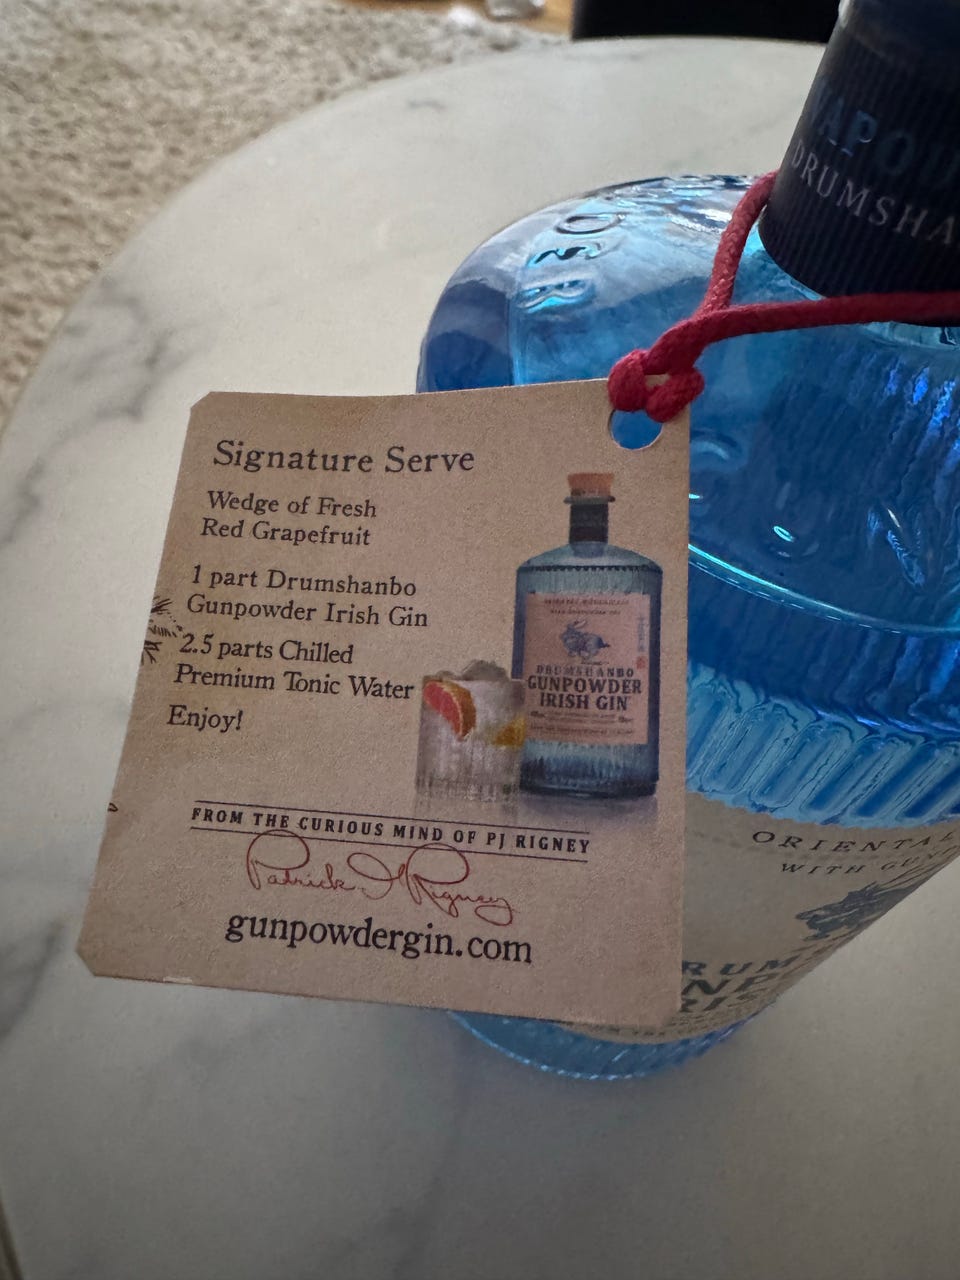 DRUMSHA
Signature Serve
Wedge of Fresh
Red Grapefruit
1 part Drumshanbo
Gunpowder Irish Gin
2.5 parts Chilled
Premium Tonic Water
Enjoy!
DRUMSHANBO
GUNPOWDER
IRISH GIN
FROM THE CURIOUS MIND OF PJ RIGNEY
Patrick J Rigney
gunpowdergin.com
ORIENTAL
WITH GUN